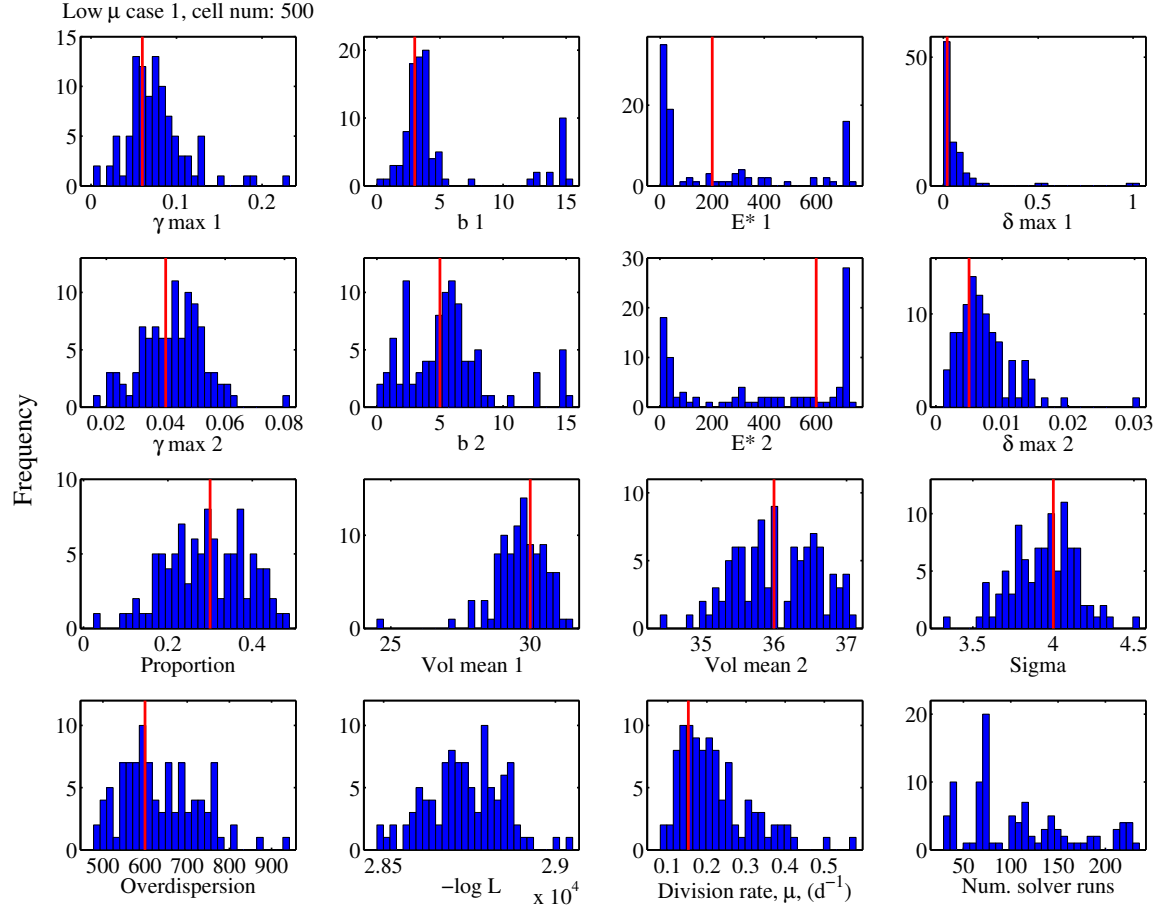 Low μ case 1, cell num: 500
Frequency
15
10
5
0
0 0.1 0.2
γ max 1
20
10
0
0 5 10 15
b 1
20
0
0 200 400 600
E* 1
50
0
0 0.5 1
δ max 1
10
5
0
0.02 0.04 0.06 0.08
γ max 2
10
5
0
0 5 10 15
b 2
30
20
10
0
0 200 400 600
E* 2
10
0
0 0.01 0.02 0.03
δ max 2
10
5
0
0 0.2 0.4
Proportion
10
0
25 30
Vol mean 1
10
5
0
35 36 37
Vol mean 2
10
5
0
3.5 4 4.5
Sigma
10
5
0
500 600 700 800 900
Overdispersion
10
5
0
2.85 2.9
−log L
x 10⁴
10
5
0
0.1 0.2 0.3 0.4 0.5
Division rate, μ, (d⁻¹)
20
10
0
50 100 150 200
Num. solver runs